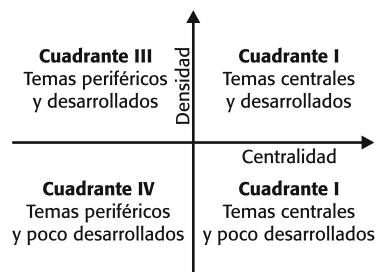 Cuadrante III
Temas periféricos
y desarrollados
Densidad
Cuadrante I
Temas centrales
y desarrollados
Centralidad
Cuadrante IV
Temas periféricos
y poco desarrollados
Cuadrante I
Temas centrales
y poco desarrollados